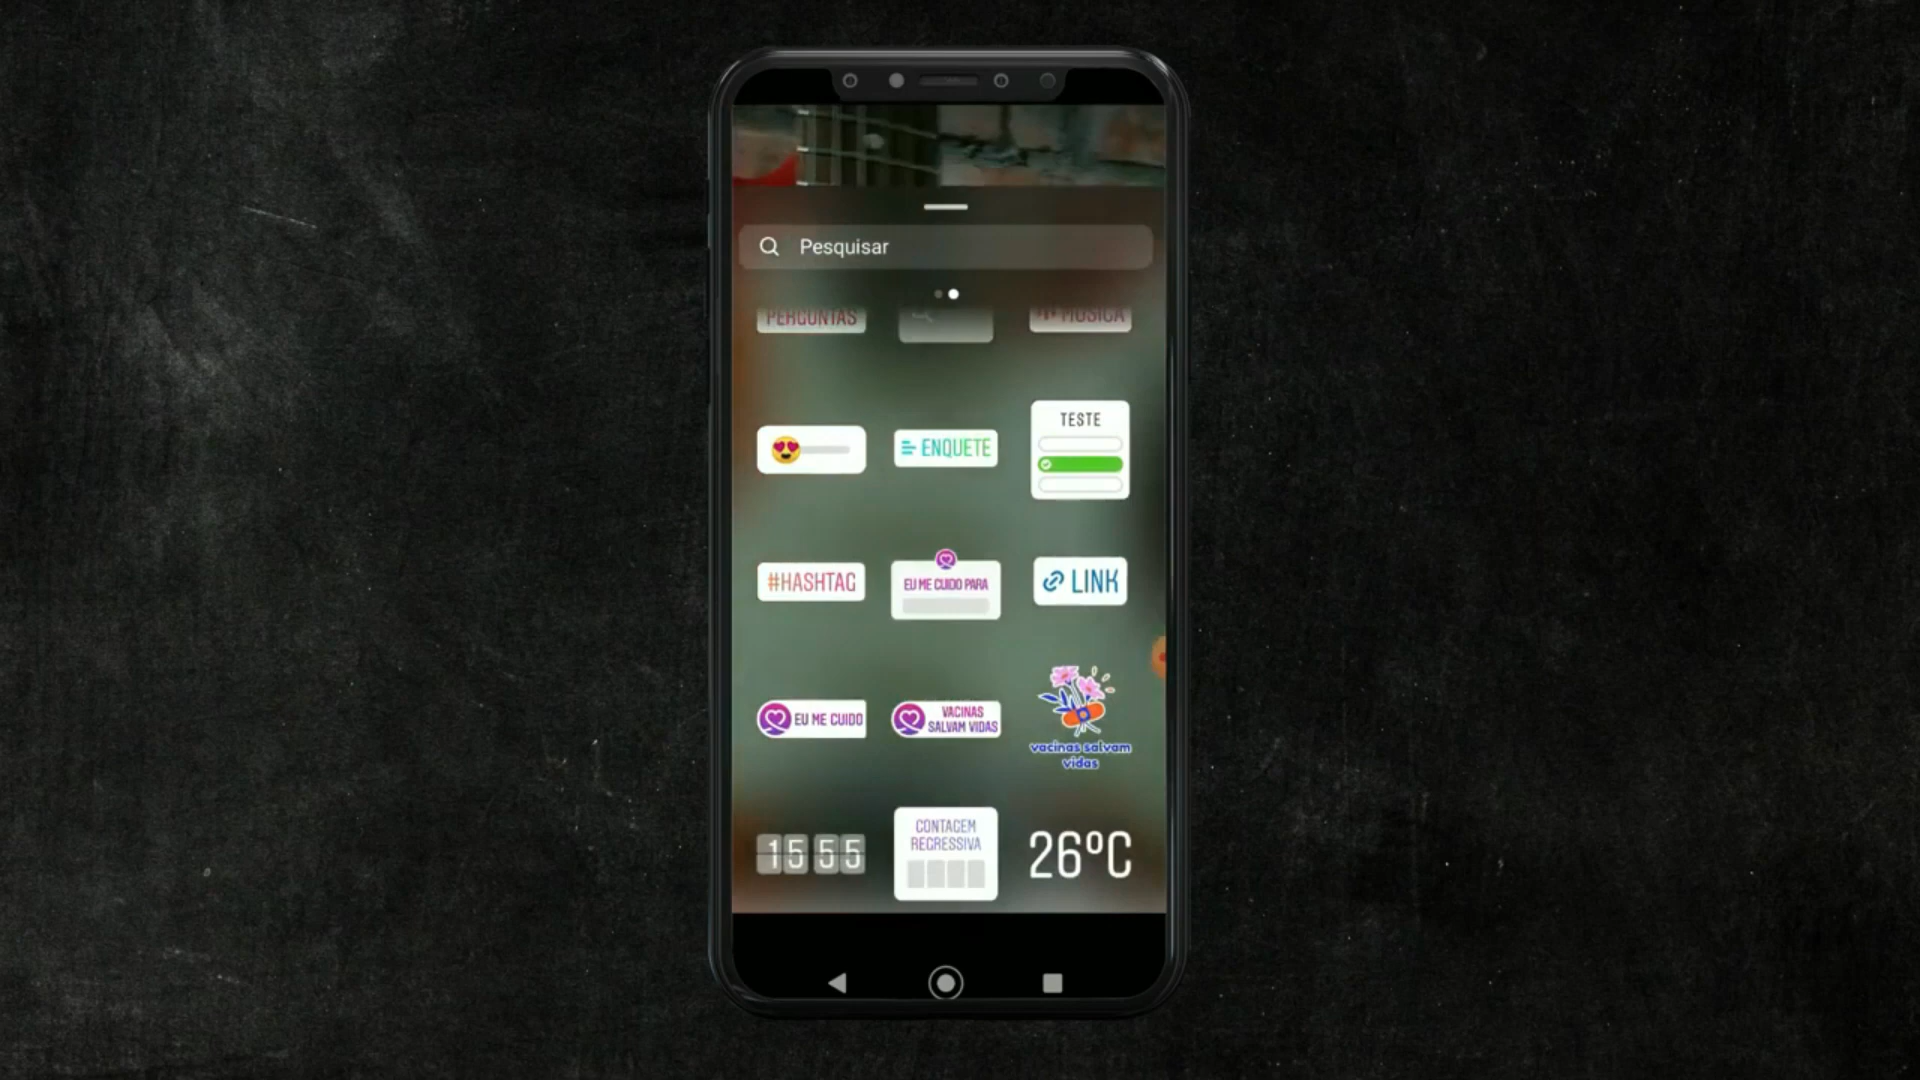 Pesquisar
PERGUNTAS
MÚSICA
ENQUETE
TESTE
#HASHTAG
EU ME CUIDO PARA
LINK
EU ME CUIDO
VACINAS
SALVAM VIDAS
vacinas salvam
vidas
15 55
CONTAGEM
REGRESSIVA
26ºC